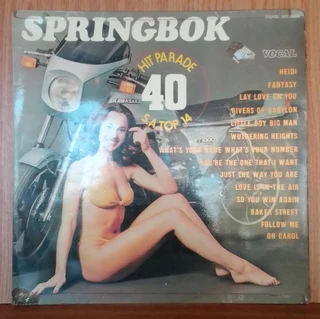 SPRINGBOK
HIT PARADE
40
S.A. TOP 14
VOCAL
HEIDI
FANTASY
LAY LOVE ON YOU
RIVERS OF BABYLON
LITTLE BOY BIG MAN
WUTHERING HEIGHTS
WHAT'S YOUR NAME WHAT'S YOUR NUMBER
YOU'RE THE ONE THAT I WANT
JUST THE WAY YOU ARE
LOVE IS IN THE AIR
SO YOU WIN AGAIN
BAKER STREET
FOLLOW ME
OH CAROL